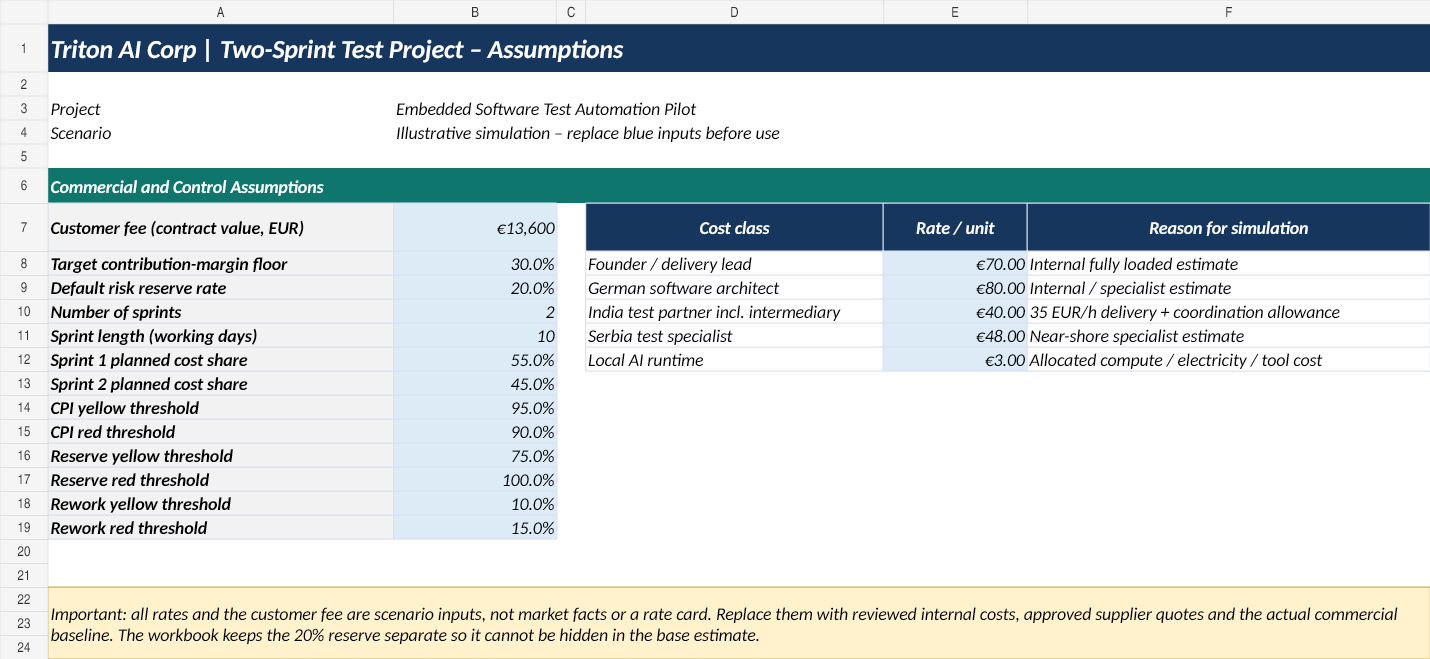 A B C D E F
1 Triton AI Corp | Two-Sprint Test Project – Assumptions
2
3 Project Embedded Software Test Automation Pilot
4 Scenario Illustrative simulation – replace blue inputs before use
5
6 Commercial and Control Assumptions
7 Customer fee (contract value, EUR) €13,600 Cost class Rate / unit Reason for simulation
8 Target contribution-margin floor 30.0% Founder / delivery lead €70.00 Internal fully loaded estimate
9 Default risk reserve rate 20.0% German software architect €80.00 Internal / specialist estimate
10 Number of sprints 2 India test partner incl. intermediary €40.00 35 EUR/h delivery + coordination allowance
11 Sprint length (working days) 10 Serbia test specialist €48.00 Near-shore specialist estimate
12 Sprint 1 planned cost share 55.0% Local AI runtime €3.00 Allocated compute / electricity / tool cost
13 Sprint 2 planned cost share 45.0%
14 CPI yellow threshold 95.0%
15 CPI red threshold 90.0%
16 Reserve yellow threshold 75.0%
17 Reserve red threshold 100.0%
18 Rework yellow threshold 10.0%
19 Rework red threshold 15.0%
20
21
22
23
24
Important: all rates and the customer fee are scenario inputs, not market facts or a rate card. Replace them with reviewed internal costs, approved supplier quotes and the actual commercial
baseline. The workbook keeps the 20% reserve separate so it cannot be hidden in the base estimate.